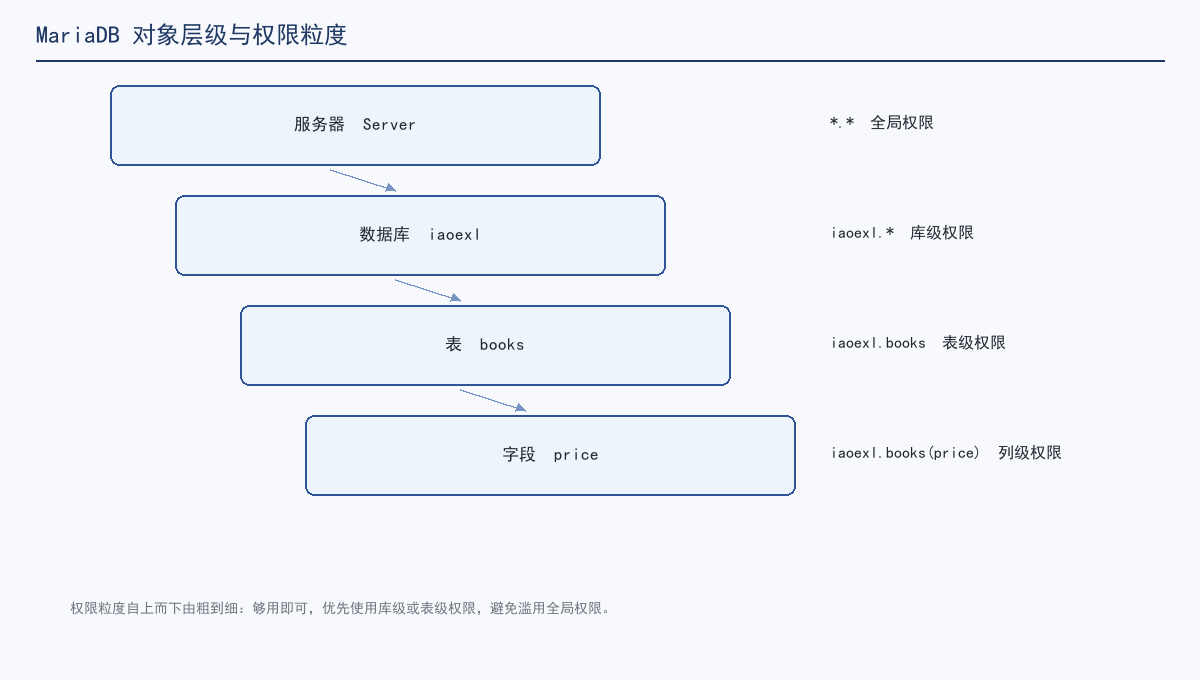 MariaDB 对象层级与权限粒度
服务器 Server
*.* 全局权限
数据库 iaoexl
iaoexl.* 库级权限
表 books
iaoexl.books 表级权限
字段 price
iaoexl.books(price) 列级权限
权限粒度自上而下由粗到细：够用即可，优先使用库级或表级权限，避免滥用全局权限。